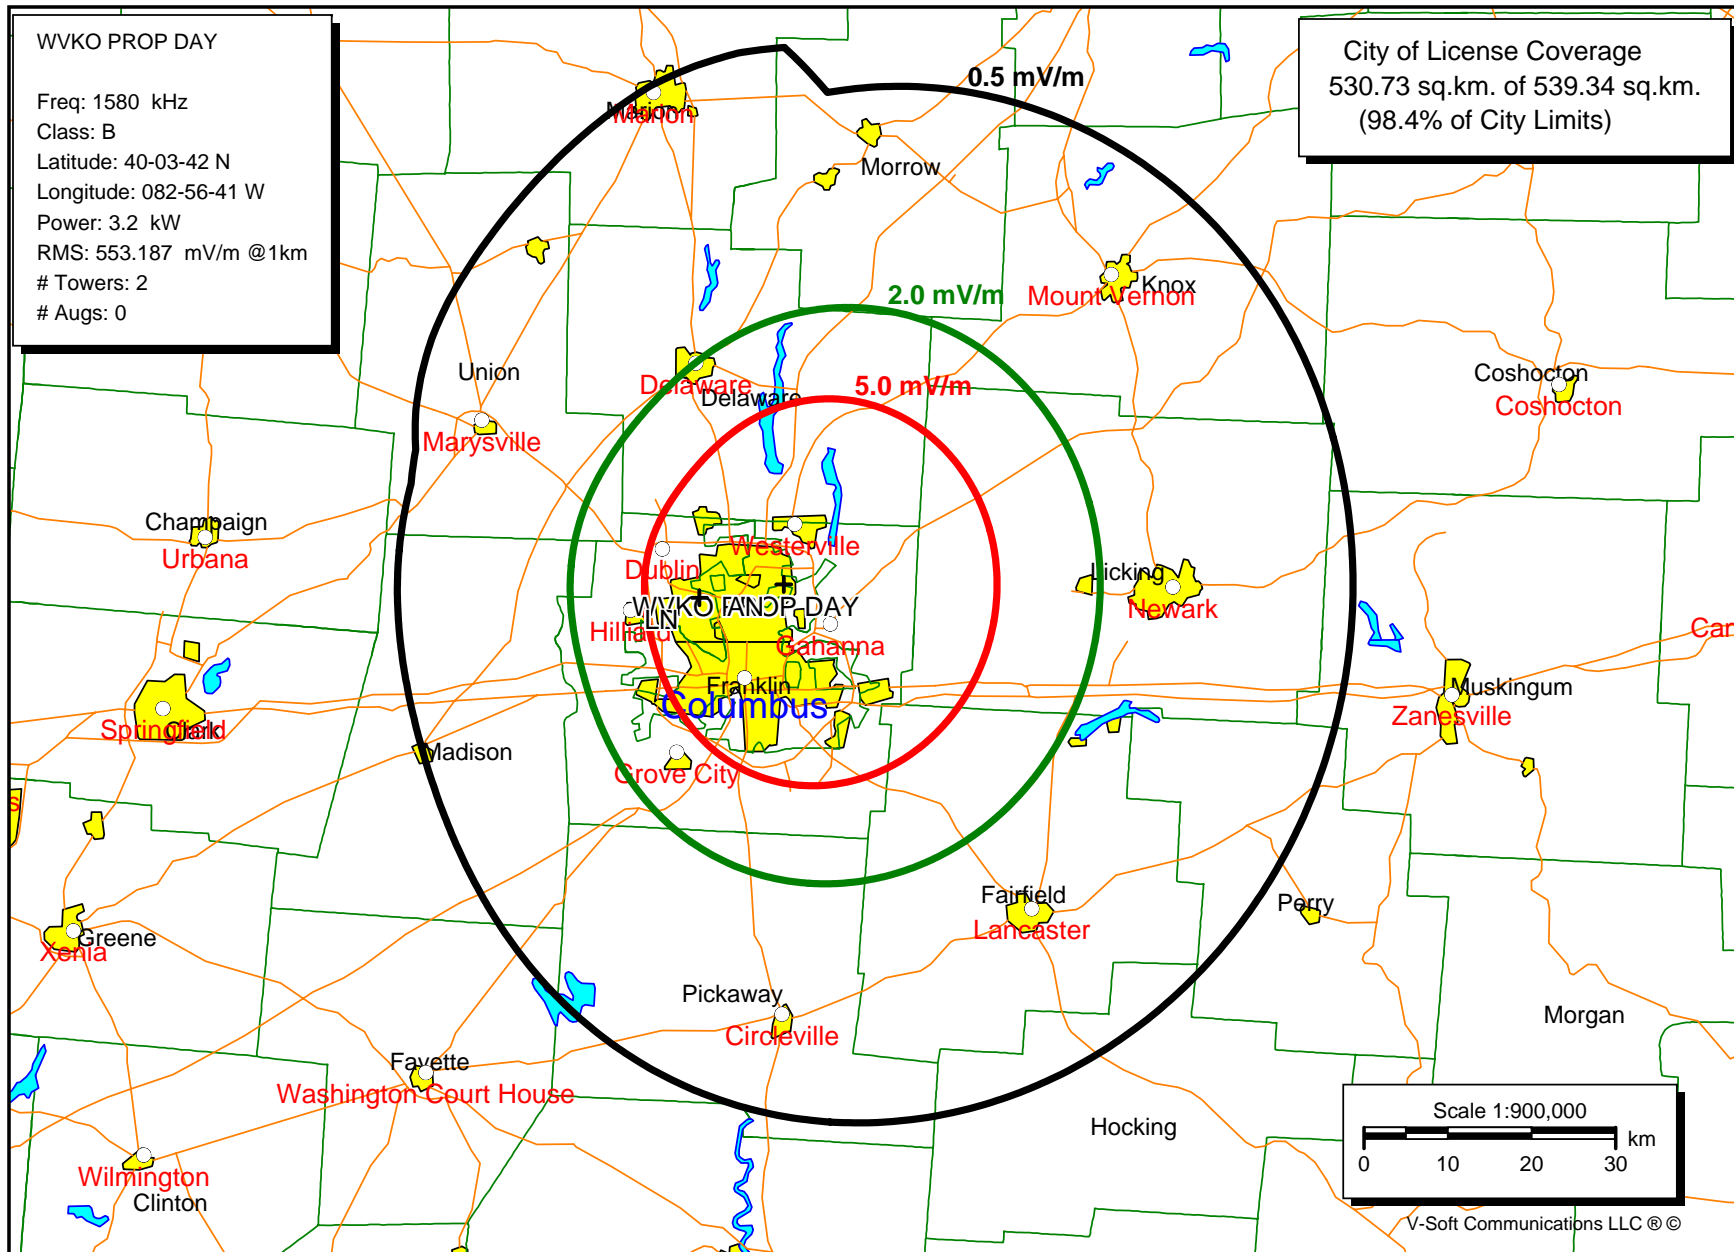 WVKO PROP DAY
Freq: 1580 kHz
Class: B
Latitude: 40-03-42 N
Longitude: 082-56-41 W
Power: 3.2 kW
RMS: 553.187 mV/m @1km
# Towers: 2
# Augs: 0
City of License Coverage
530.73 sq.km. of 539.34 sq.km.
(98.4% of City Limits)
0.5 mV/m
Marion
Marion
Morrow
Knox
Mount Vernon
2.0 mV/m
Union
Delaware
Delaware
5.0 mV/m
Coshocton
Coshocton
Marysville
Champaign
Urbana
Westerville
Dublin
Licking
Newark
WVKO PROP DAY
LN
Hilliard
Gahanna
Car
Franklin
Columbus
Muskingum
Zanesville
Springfield
Clark
Madison
Grove City
s
Fairfield
Lancaster
Perry
Greene
Xenia
Pickaway
Circleville
Morgan
Fayette
Washington Court House
Hocking
Wilmington
Clinton
Scale 1:900,000
km
0 10 20 30
V-Soft Communications LLC ® ©